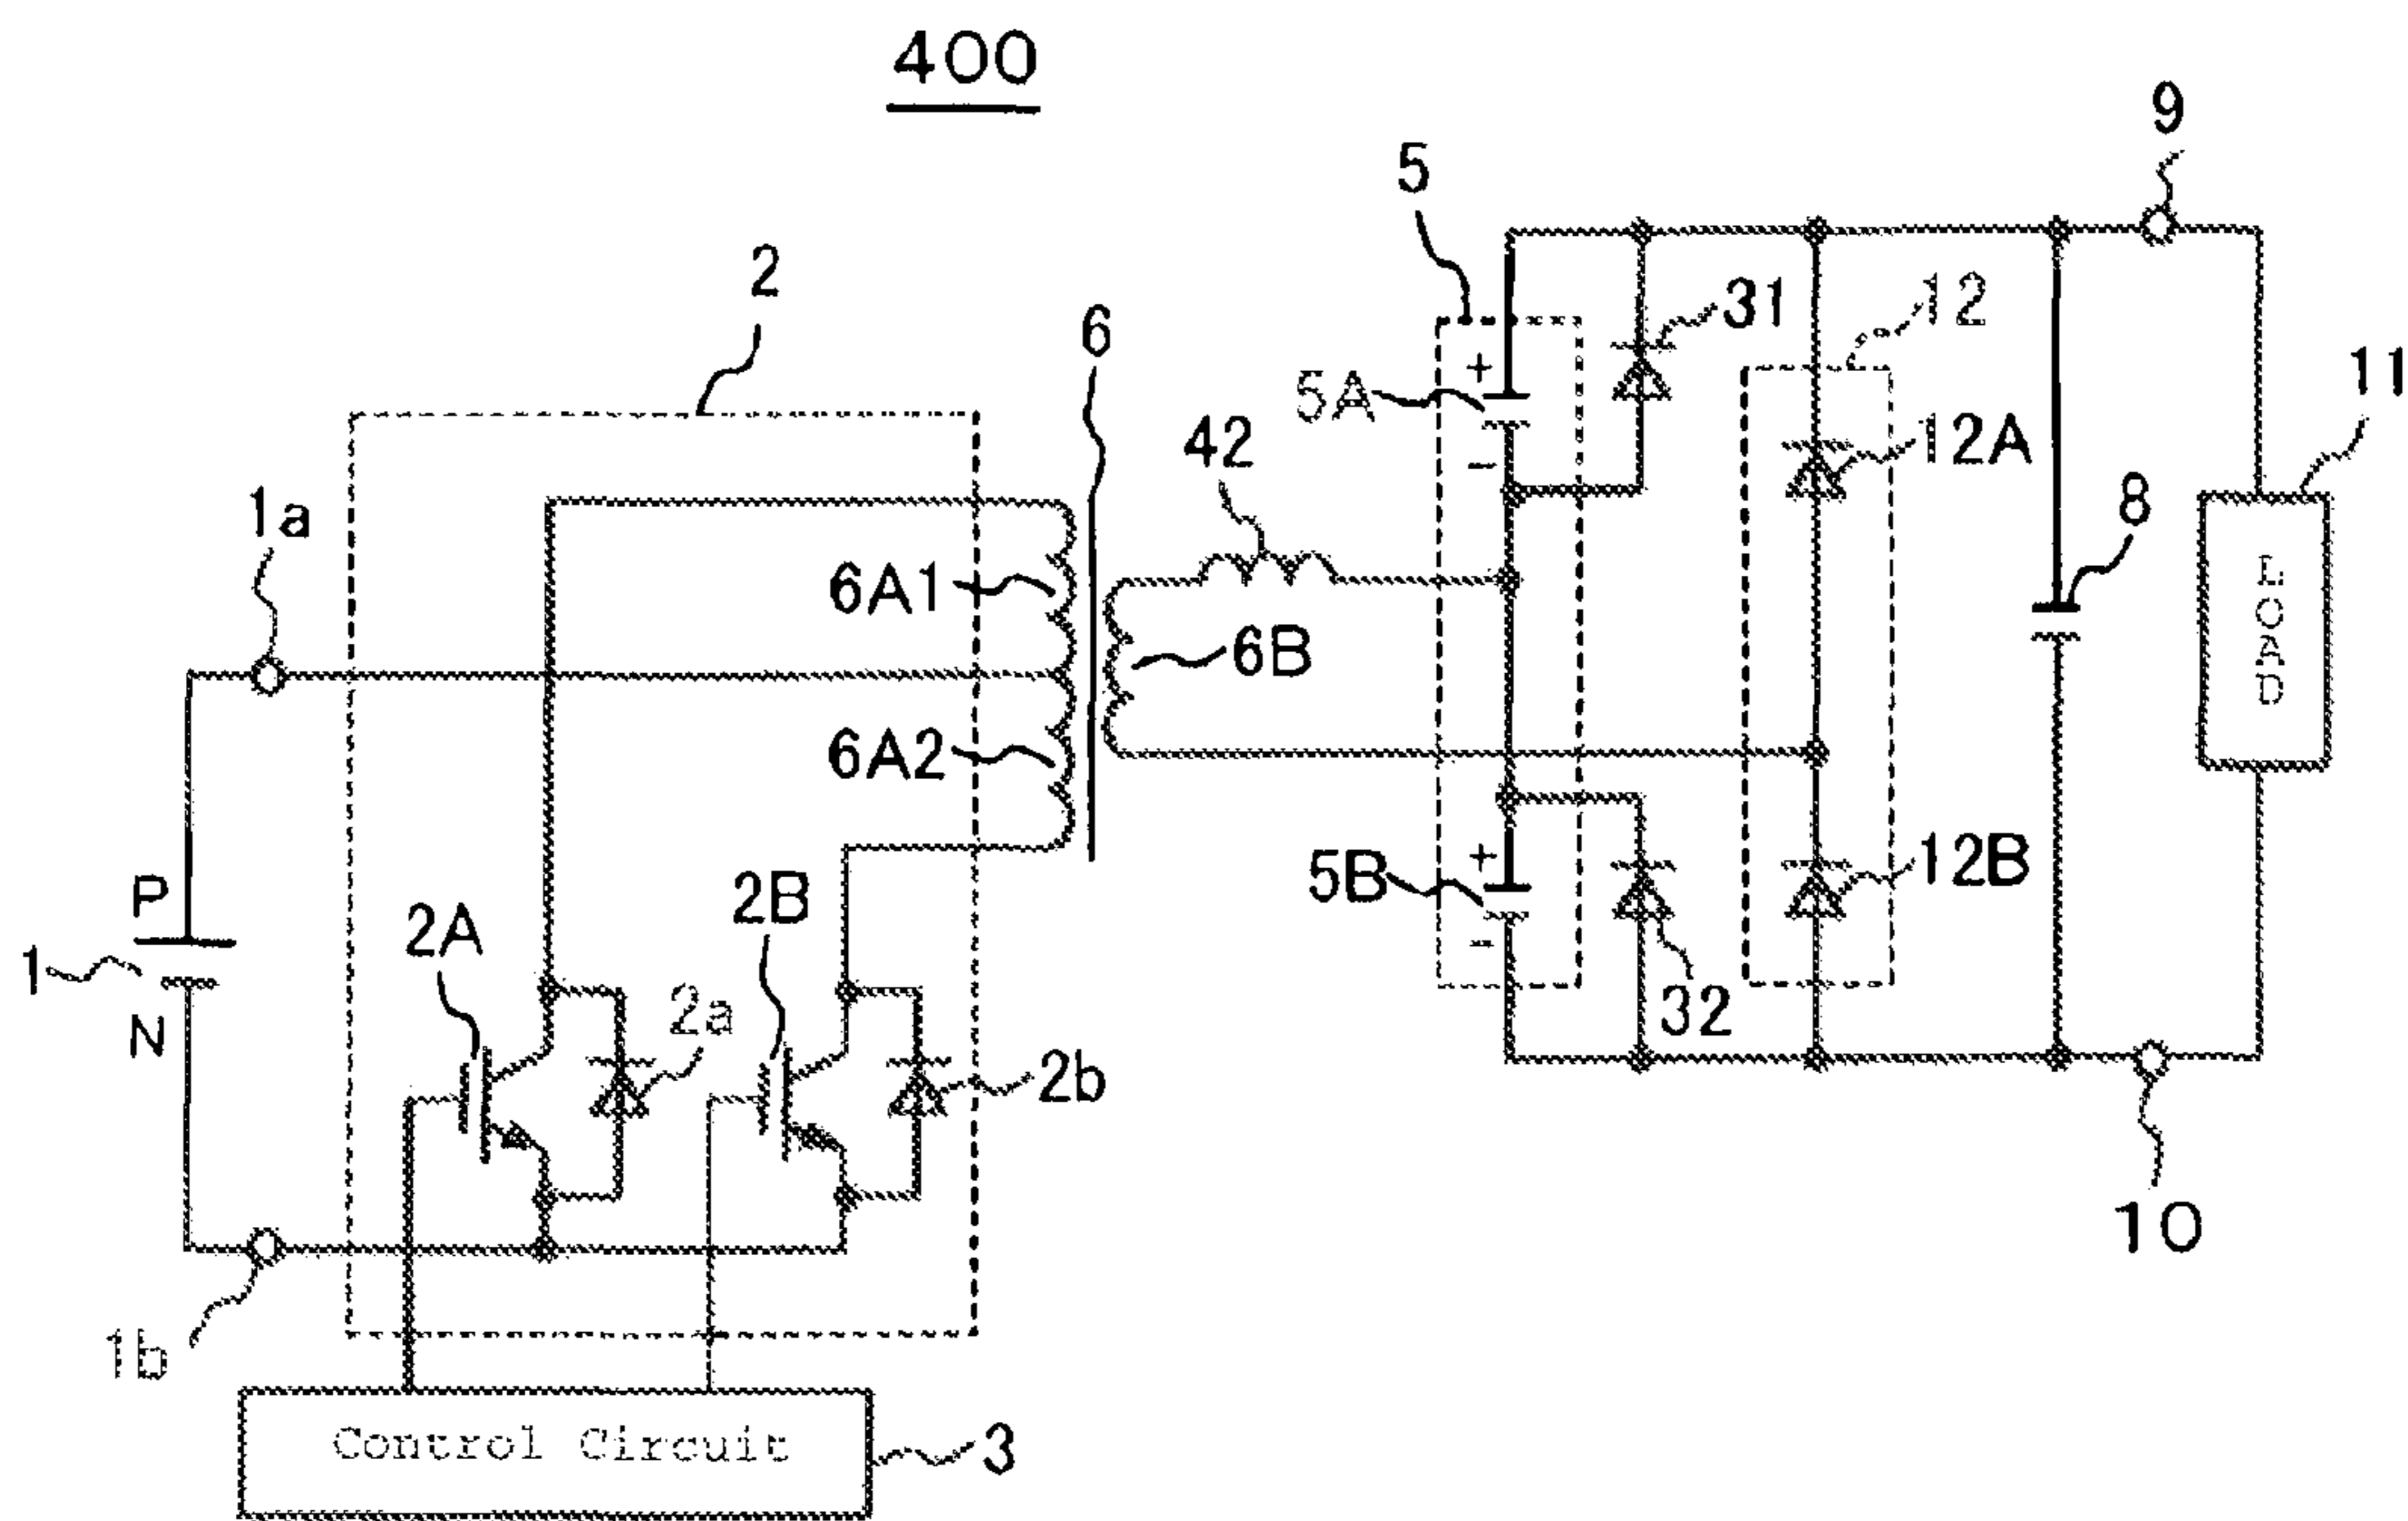 400
9
5
2
6
31
12
5A
+
11
42
12A
-
8
1a
6A1
LOAD
6B
6A2
P
2B
+
5B
12B
1
2A
-
2a
32
N
2b
10
1b
Control Circuit
3